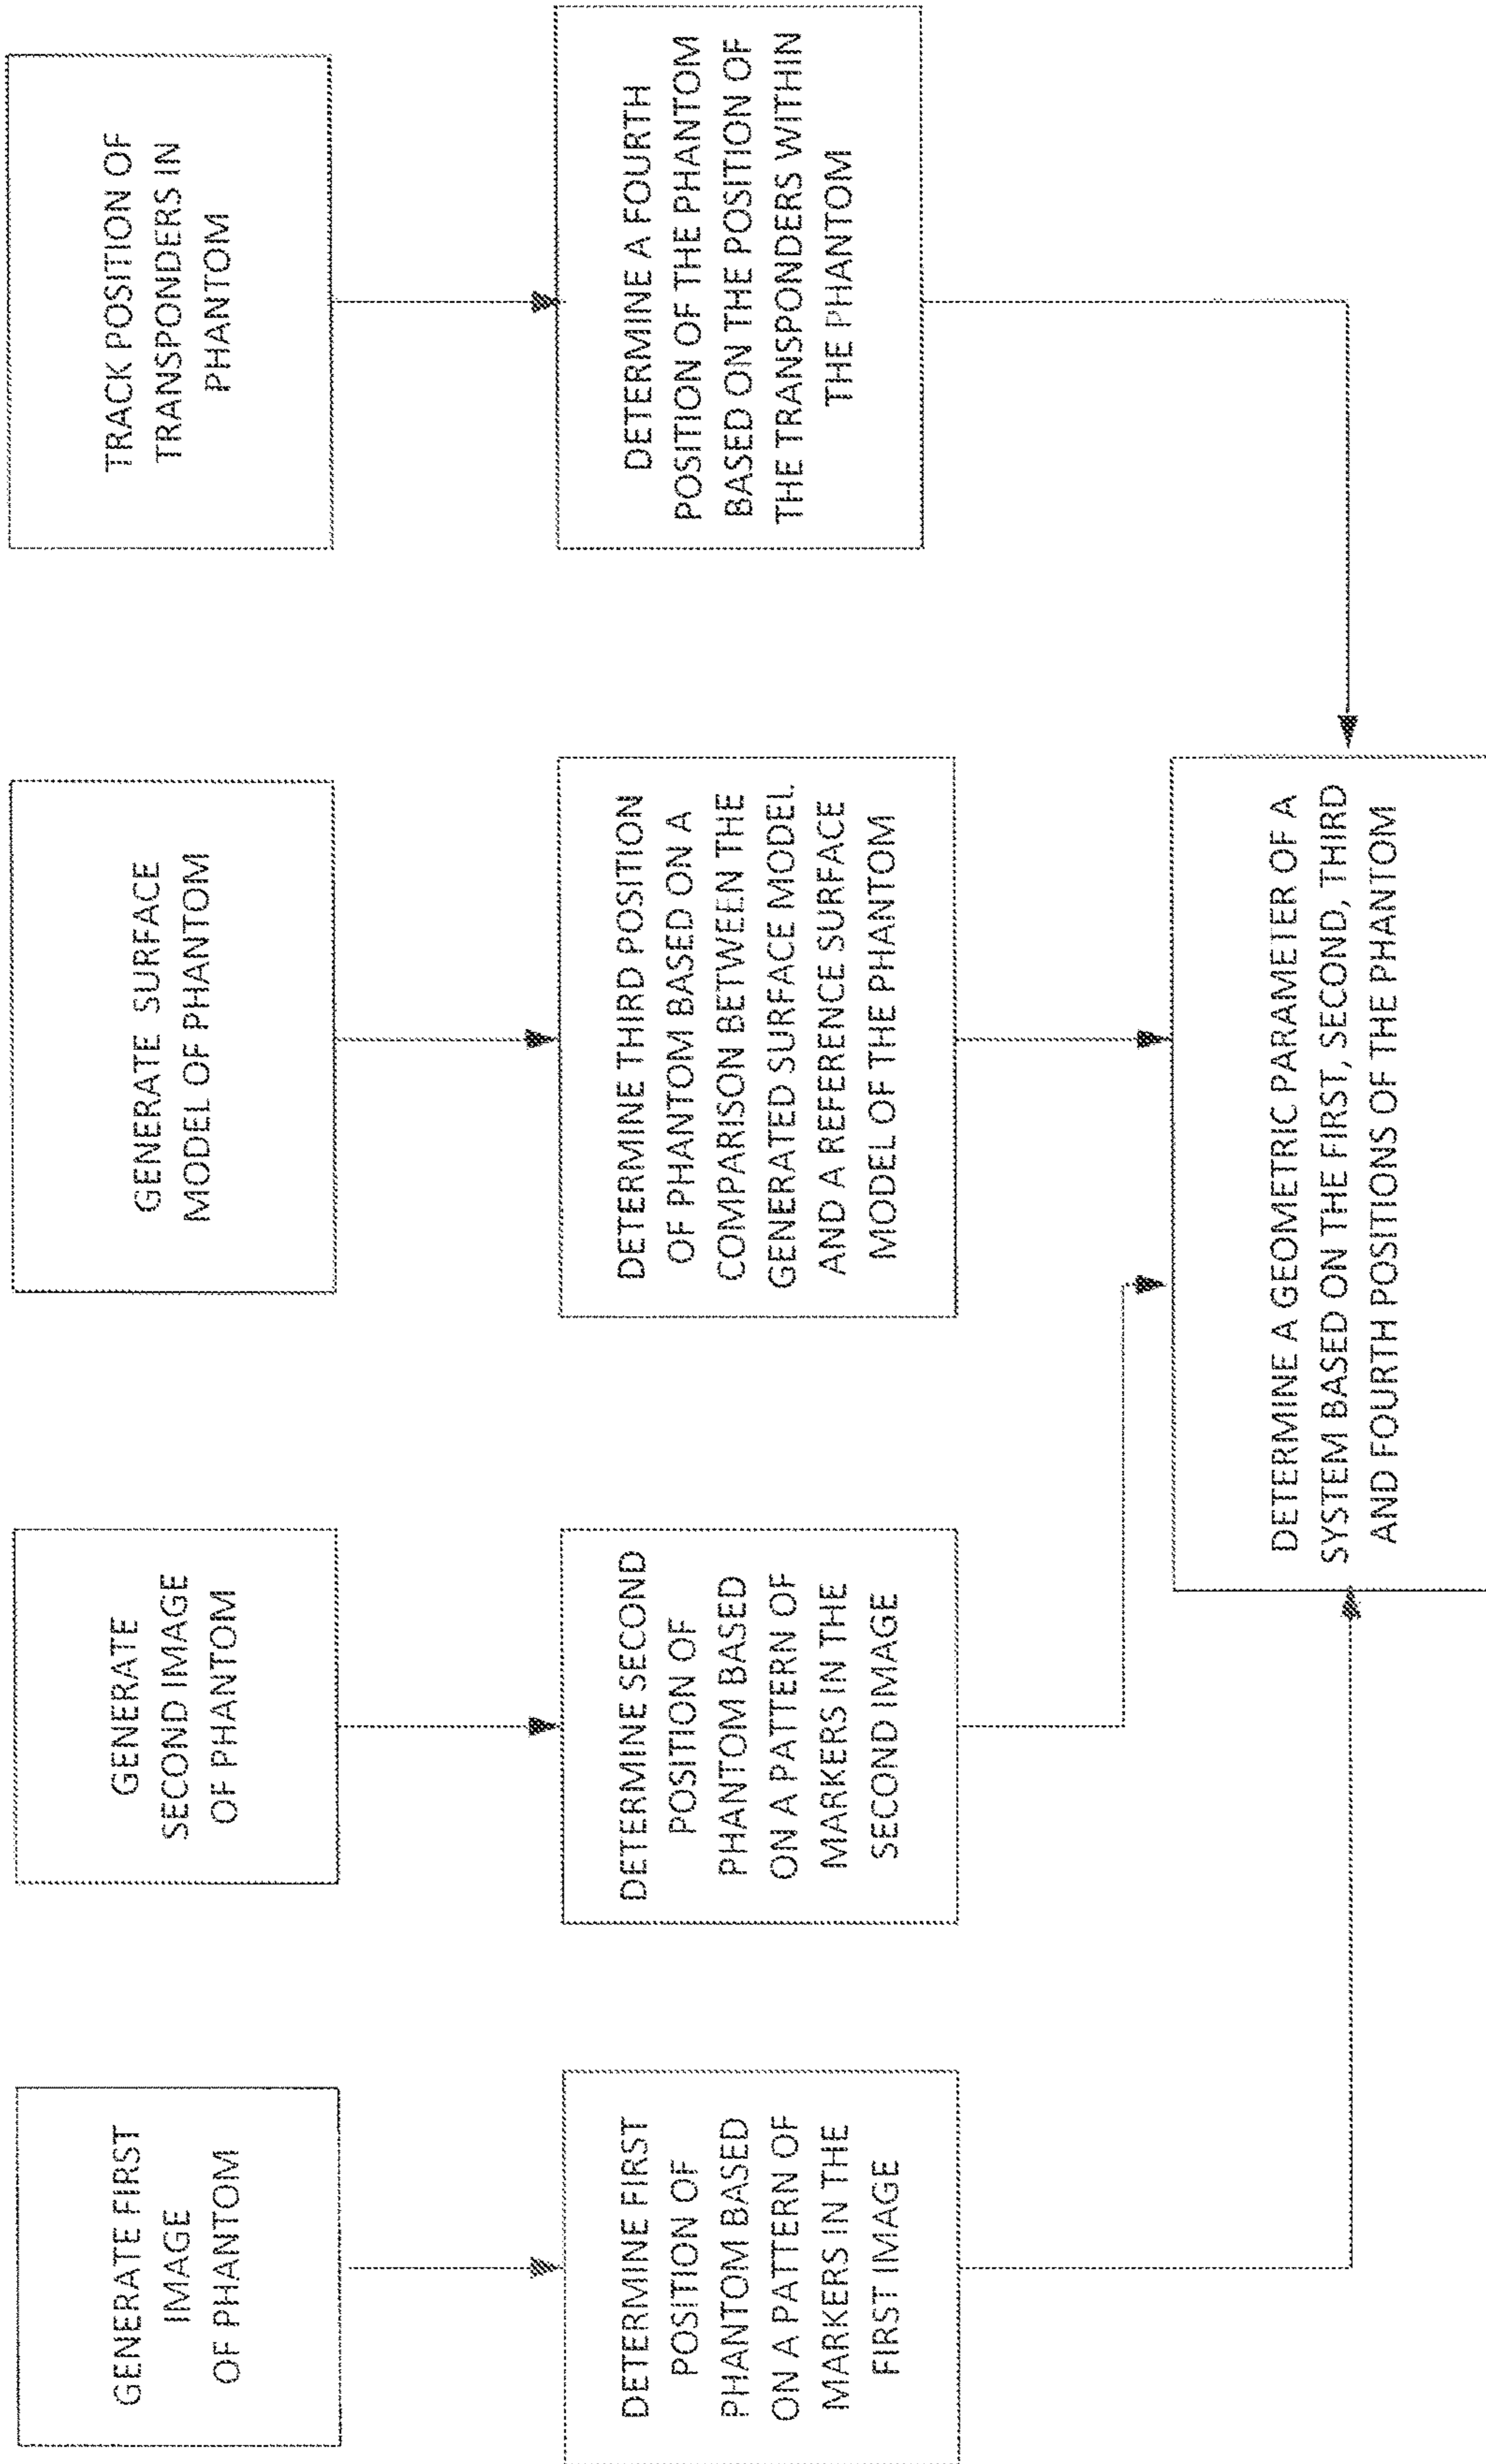 GENERATE FIRST
IMAGE
OF PHANTOM
GENERATE
SECOND IMAGE
OF PHANTOM
GENERATE SURFACE
MODEL OF PHANTOM
TRACK POSITION OF
TRANSPONDERS IN
PHANTOM
DETERMINE FIRST
POSITION OF
PHANTOM BASED
ON A PATTERN OF
MARKERS IN THE
FIRST IMAGE
DETERMINE SECOND
POSITION OF
PHANTOM BASED
ON A PATTERN OF
MARKERS IN THE
SECOND IMAGE
DETERMINE THIRD POSITION
OF PHANTOM BASED ON A
COMPARISON BETWEEN THE
GENERATED SURFACE MODEL
AND A REFERENCE SURFACE
MODEL OF THE PHANTOM
DETERMINE A FOURTH
POSITION OF THE PHANTOM
BASED ON THE POSITION OF
THE TRANSPONDERS WITHIN
THE PHANTOM
DETERMINE A GEOMETRIC PARAMETER OF A
SYSTEM BASED ON THE FIRST, SECOND, THIRD
AND FOURTH POSITIONS OF THE PHANTOM